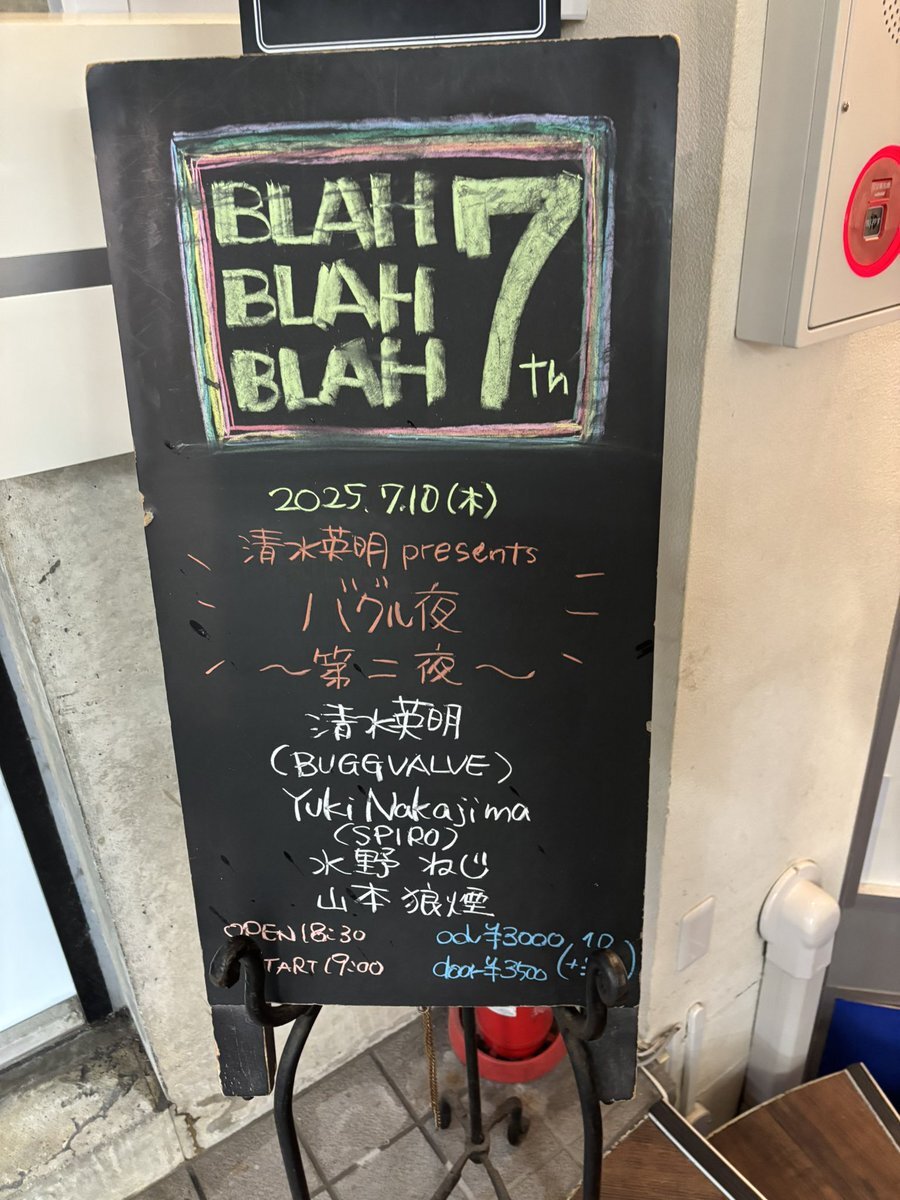 BLAH
BLAH
BLAH
7th
2025.7.10(木)
清水英明 presents
バグル夜
〜第二夜〜
清水英明
(BUGGVALVE)
Yuki Nakajima
(SPIRO)
水野 ねじ
山本 狼煙
OPEN 18:30
START 19:00
adv ¥3000
door ¥3500